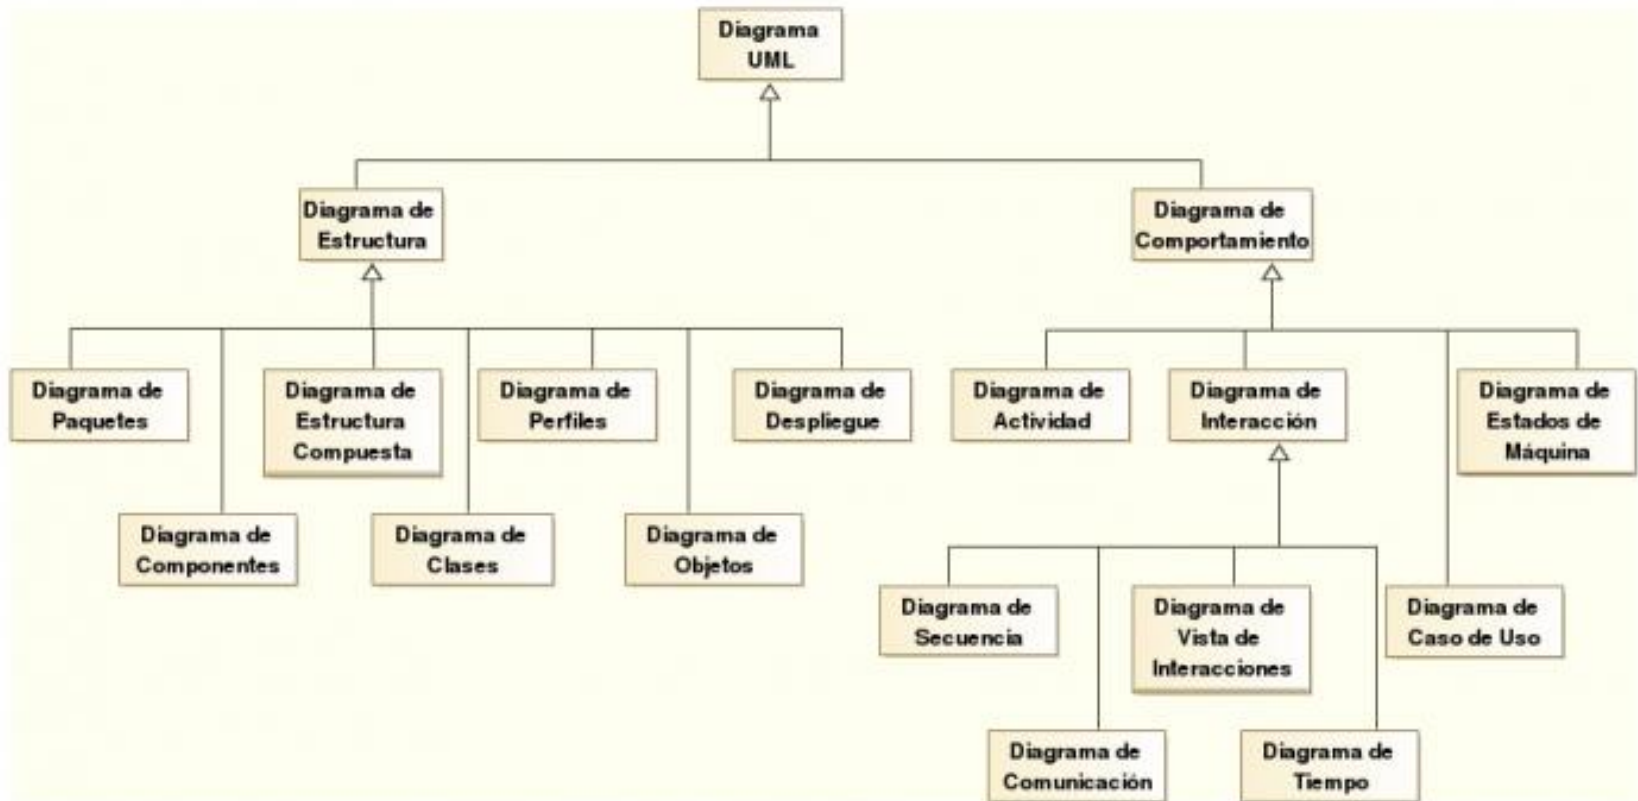 Diagrama
UML
Diagrama de
Estructura
Diagrama de
Comportamiento
Diagrama de
Paquetes
Diagrama de
Estructura
Compuesta
Diagrama de
Perfiles
Diagrama de
Despliegue
Diagrama de
Actividad
Diagrama de
Interacción
Diagrama de
Estados de
Máquina
Diagrama de
Componentes
Diagrama de
Clases
Diagrama de
Objetos
Diagrama de
Secuencia
Diagrama de
Vista de
Interacciones
Diagrama de
Caso de Uso
Diagrama de
Comunicación
Diagrama de
Tiempo